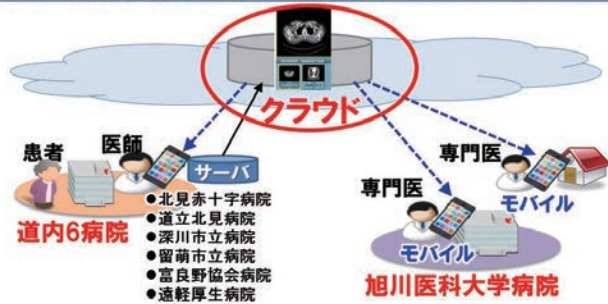 クラウド
患者
医師
サーバ
道内6病院
●北見赤十字病院
●道立北見病院
●深川市立病院
●留萌市立病院
●富良野協会病院
●遠軽厚生病院
専門医
モバイル
専門医
モバイル
旭川医科大学病院